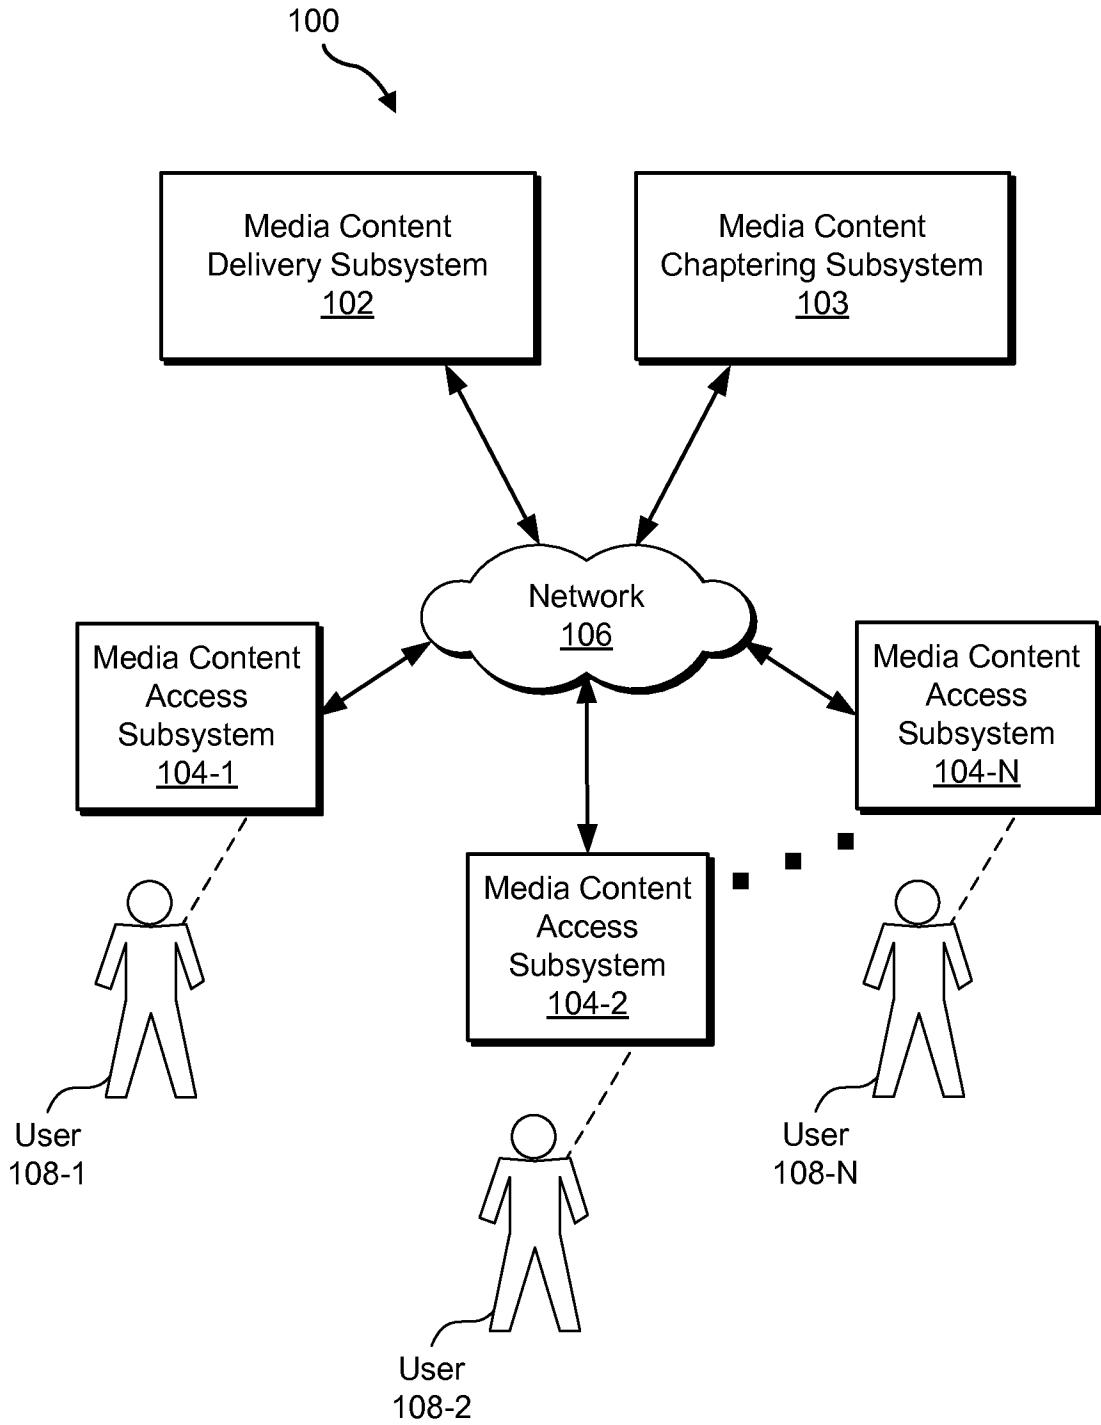 100
Media Content
Delivery Subsystem
102
Media Content
Chaptering Subsystem
103
Network
106
Media Content
Access
Subsystem
104-1
Media Content
Access
Subsystem
104-N
Media Content
Access
Subsystem
104-2
User
108-1
User
108-N
User
108-2